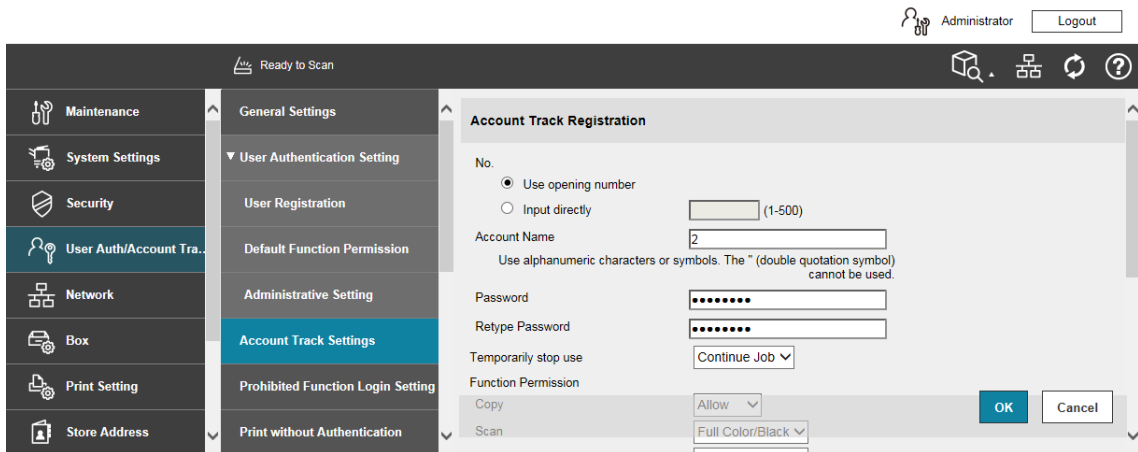 Administrator
Logout
Ready to Scan
Maintenance
System Settings
Security
User Auth/Account Tra..
Network
Box
Print Setting
Store Address
General Settings
▼ User Authentication Setting
User Registration
Default Function Permission
Administrative Setting
Account Track Settings
Prohibited Function Login Setting
Print without Authentication
Account Track Registration
No.
Use opening number
Input directly (1-500)
Account Name 2
Use alphanumeric characters or symbols. The " (double quotation symbol)
cannot be used.
Password ••••••••
Retype Password ••••••••
Temporarily stop use Continue Job
Function Permission
Copy Allow
Scan Full Color/Black
OK Cancel